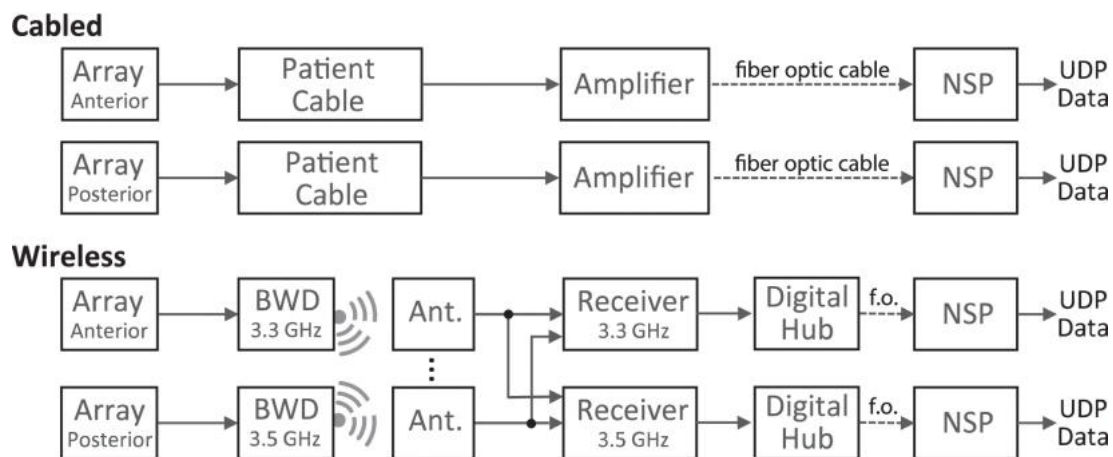 Cabled
Array
Anterior
Patient
Cable
Amplifier
fiber optic cable
NSP
UDP
Data
Array
Posterior
Patient
Cable
Amplifier
fiber optic cable
NSP
UDP
Data
Wireless
Array
Anterior
BWD
3.3 GHz
Ant.
Receiver
3.3 GHz
Digital
Hub
f.o.
NSP
UDP
Data
Array
Posterior
BWD
3.5 GHz
Ant.
Receiver
3.5 GHz
Digital
Hub
f.o.
NSP
UDP
Data